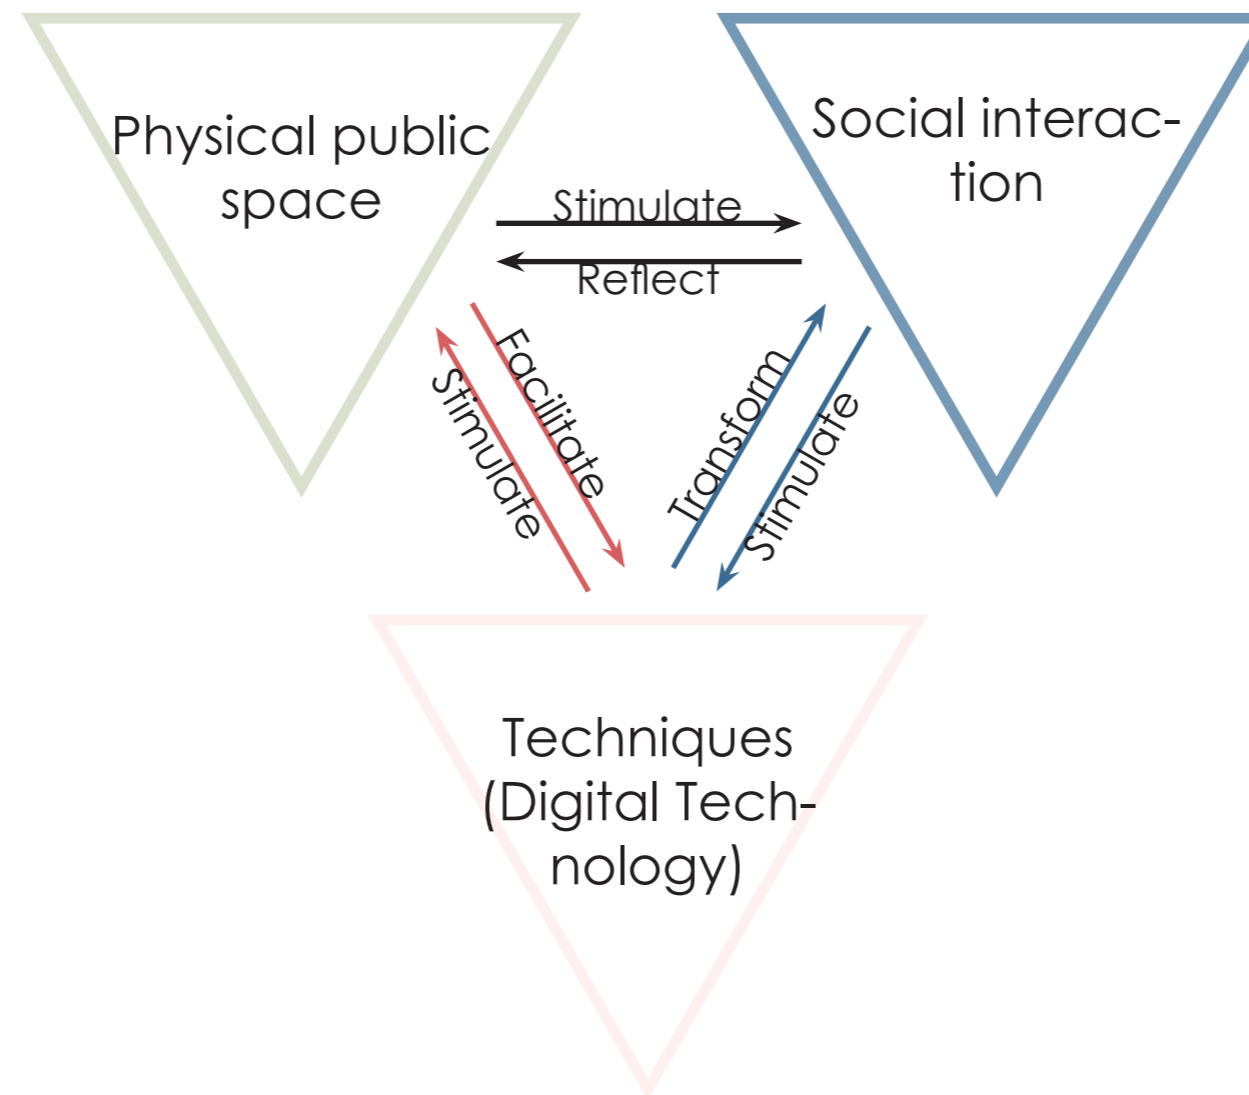 Physical public
space
Social interac-
tion
Stimulate
Reflect
Facilitate
Stimulate
Transform
Stimulate
Techniques
(Digital Tech-
nology)